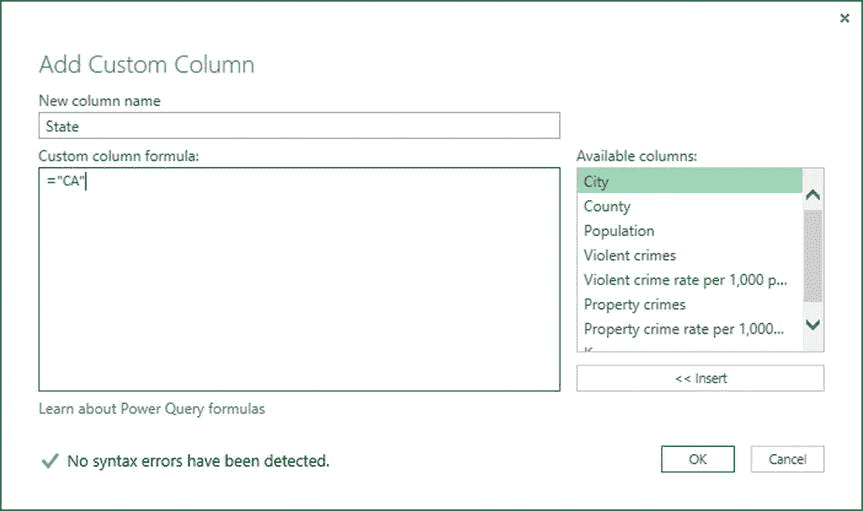 ×
Add Custom Column
New column name
State
Custom column formula:
="CA"
Available columns:
City
County
Population
Violent crimes
Violent crime rate per 1,000 p...
Property crimes
Property crime rate per 1,000...
<< Insert
Learn about Power Query formulas
No syntax errors have been detected.
OK
Cancel